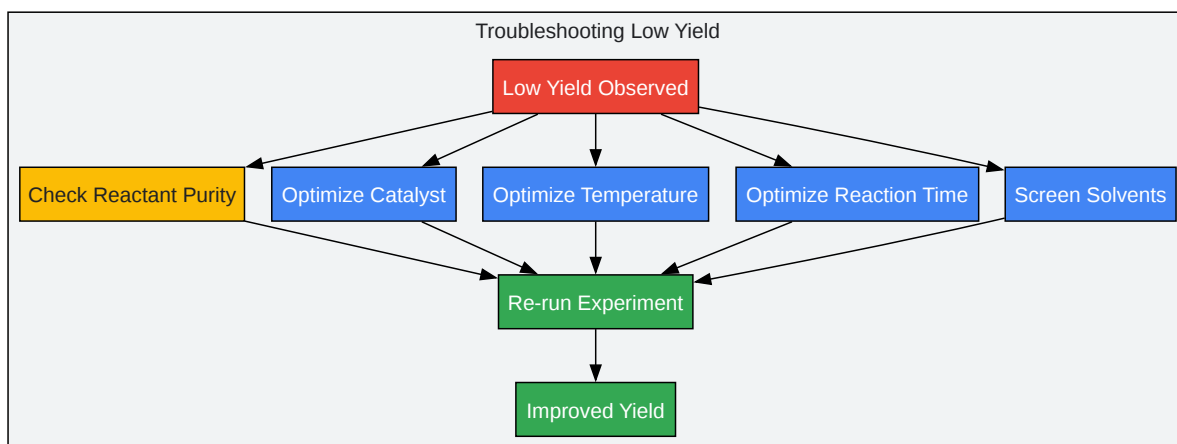 Troubleshooting Low Yield
Low Yield Observed
Check Reactant Purity
Optimize Catalyst
Optimize Temperature
Optimize Reaction Time
Screen Solvents
Re-run Experiment
Improved Yield